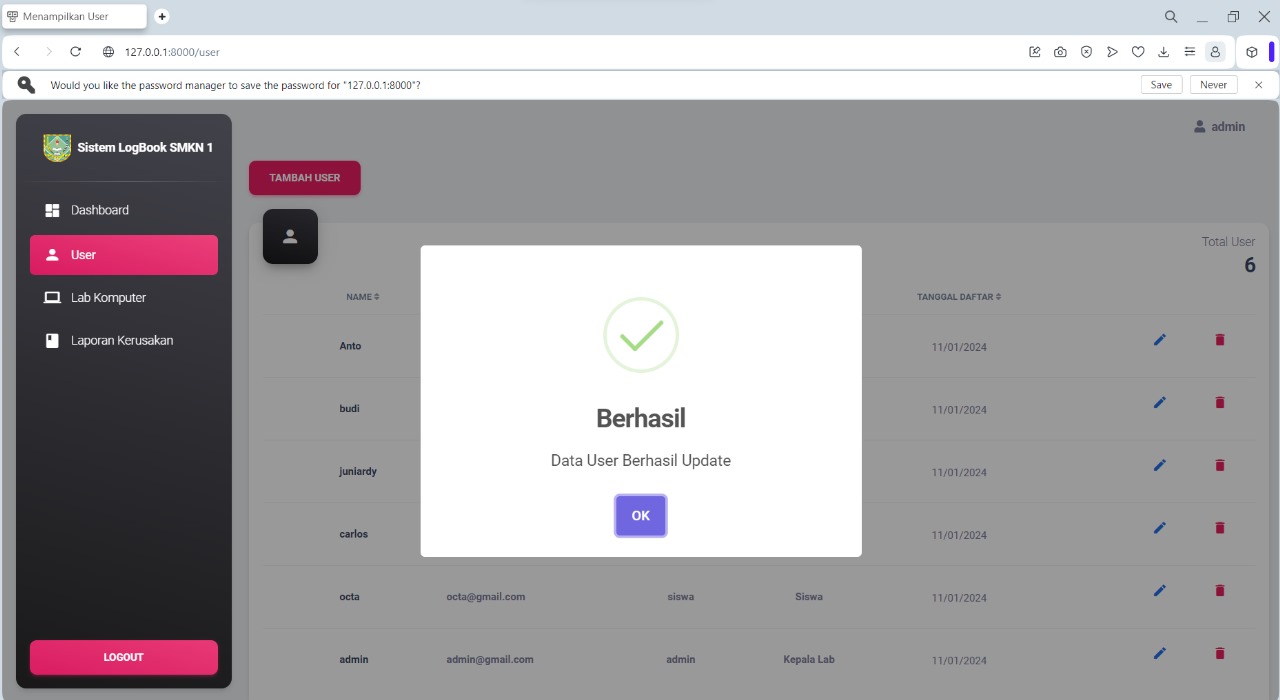 Menampilkan User
127.0.0.1:8000/user
Would you like the password manager to save the password for "127.0.0.1:8000"?
Save
Never
Sistem LogBook SMKN 1
admin
TAMBAH USER
Dashboard
User
Lab Komputer
Laporan Kerusakan
LOGOUT
Total User
6
NAME
TANGGAL DAFTAR
Anto
11/01/2024
budi
11/01/2024
juniardy
11/01/2024
carlos
11/01/2024
octa octa@gmail.com siswa Siswa 11/01/2024
admin admin@gmail.com admin Kepala Lab 11/01/2024
Berhasil
Data User Berhasil Update
OK